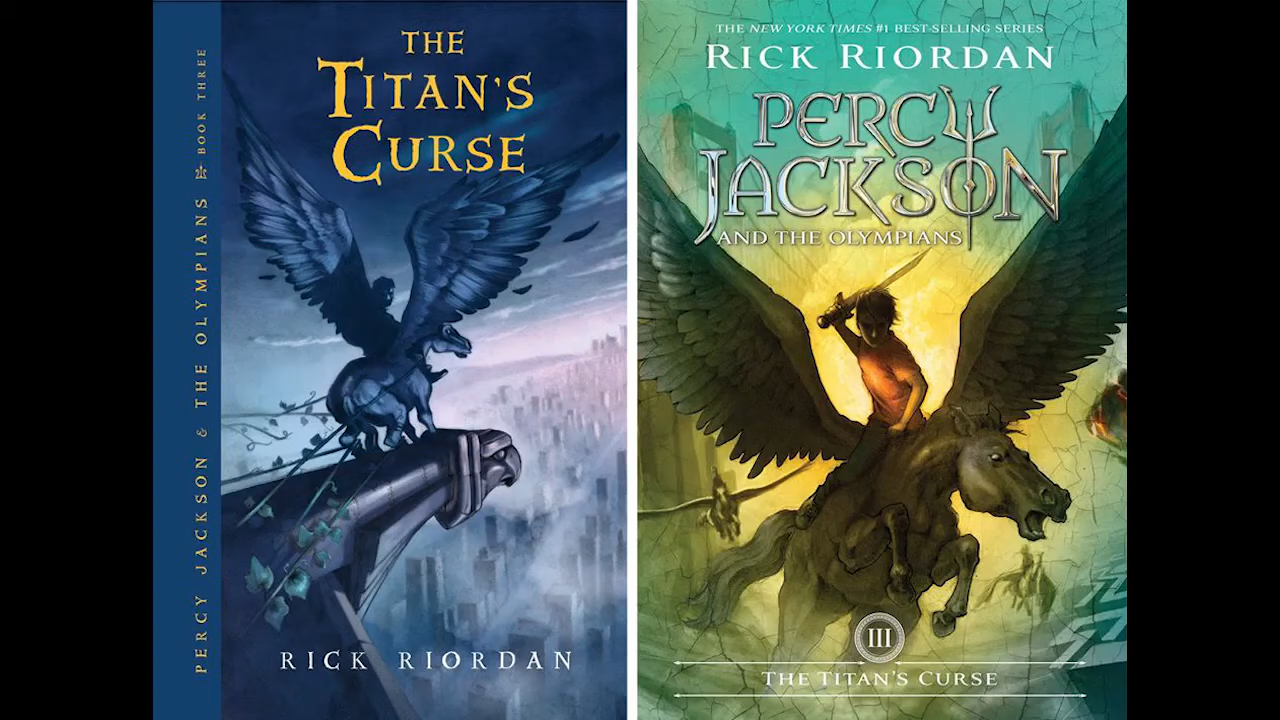 PERCY JACKSON & THE OLYMPIANS BOOK THREE
THE
TITAN'S
CURSE
RICK RIORDAN
THE NEW YORK TIMES #1 BEST-SELLING SERIES
RICK RIORDAN
PERCY
JACKSON
AND THE OLYMPIANS
III
THE TITAN'S CURSE